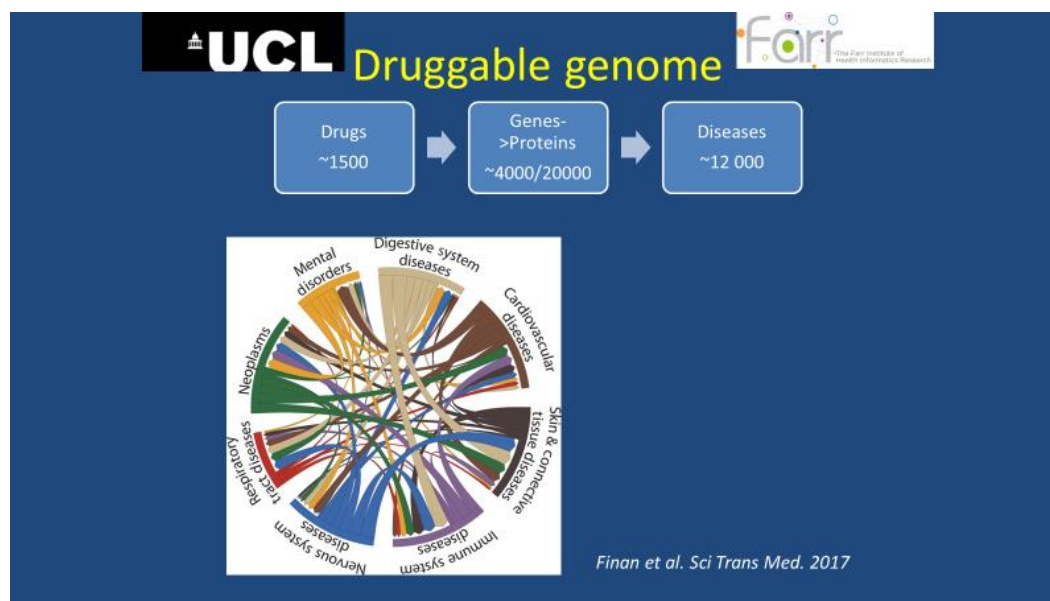 UCL
Farr
The Farr Institute of
Health Informatics Research
Druggable genome
Drugs
~1500
Genes-
>Proteins
~4000/20000
Diseases
~12 000
Digestive system
diseases
Cardiovascular
diseases
Skin & connective
tissue diseases
Immune system
diseases
Nervous system
diseases
Respiratory
tract diseases
Neoplasms
Mental
disorders
Finan et al. Sci Trans Med. 2017